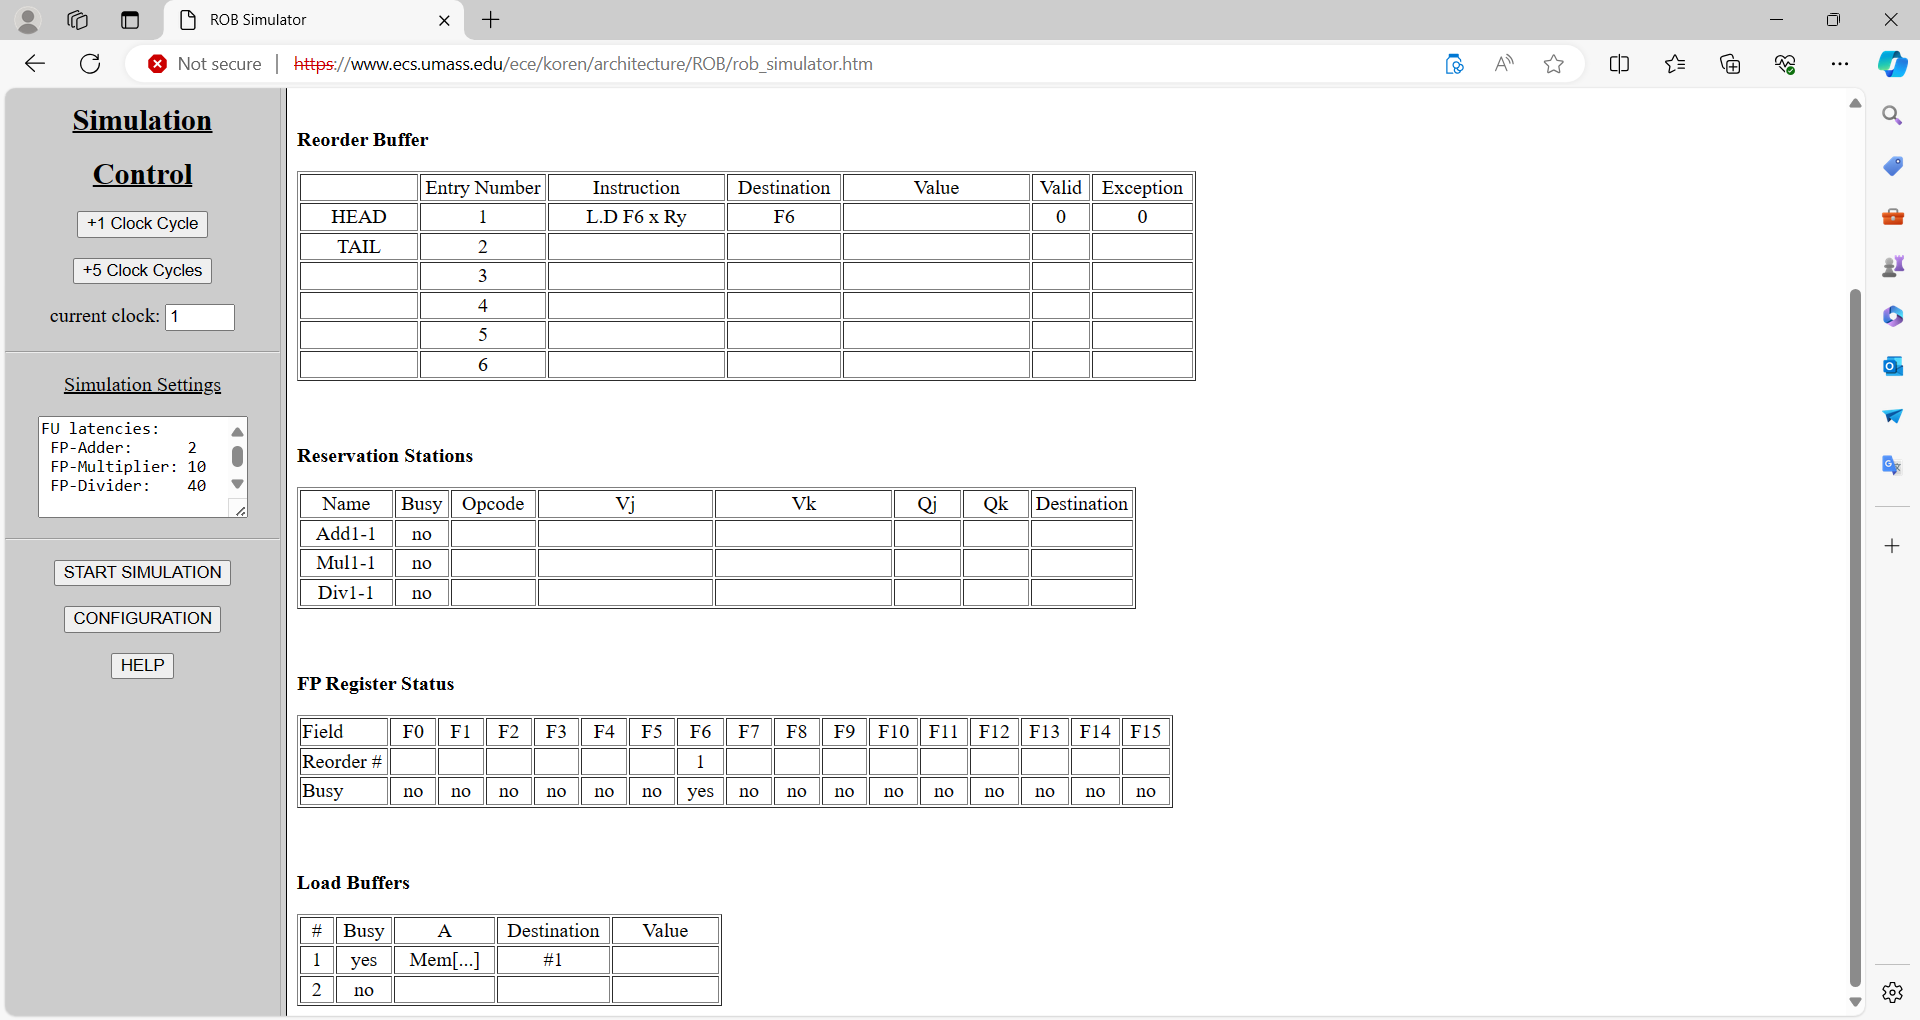 ROB Simulator
Not secure | https://www.ecs.umass.edu/ece/koren/architecture/ROB/rob_simulator.htm
Simulation
Control
+1 Clock Cycle
+5 Clock Cycles
current clock: 1
Simulation Settings
FU latencies:
FP-Adder: 2
FP-Multiplier: 10
FP-Divider: 40
START SIMULATION
CONFIGURATION
HELP
Reorder Buffer
Entry Number Instruction Destination Value Valid Exception
HEAD 1 L.D F6 x Ry F6 0 0
TAIL 2
3
4
5
6
Reservation Stations
Name Busy Opcode Vj Vk Qj Qk Destination
Add1-1 no
Mul1-1 no
Div1-1 no
FP Register Status
Field F0 F1 F2 F3 F4 F5 F6 F7 F8 F9 F10 F11 F12 F13 F14 F15
Reorder # 1
Busy no no no no no no yes no no no no no no no no no
Load Buffers
# Busy A Destination Value
1 yes Mem[...] #1
2 no